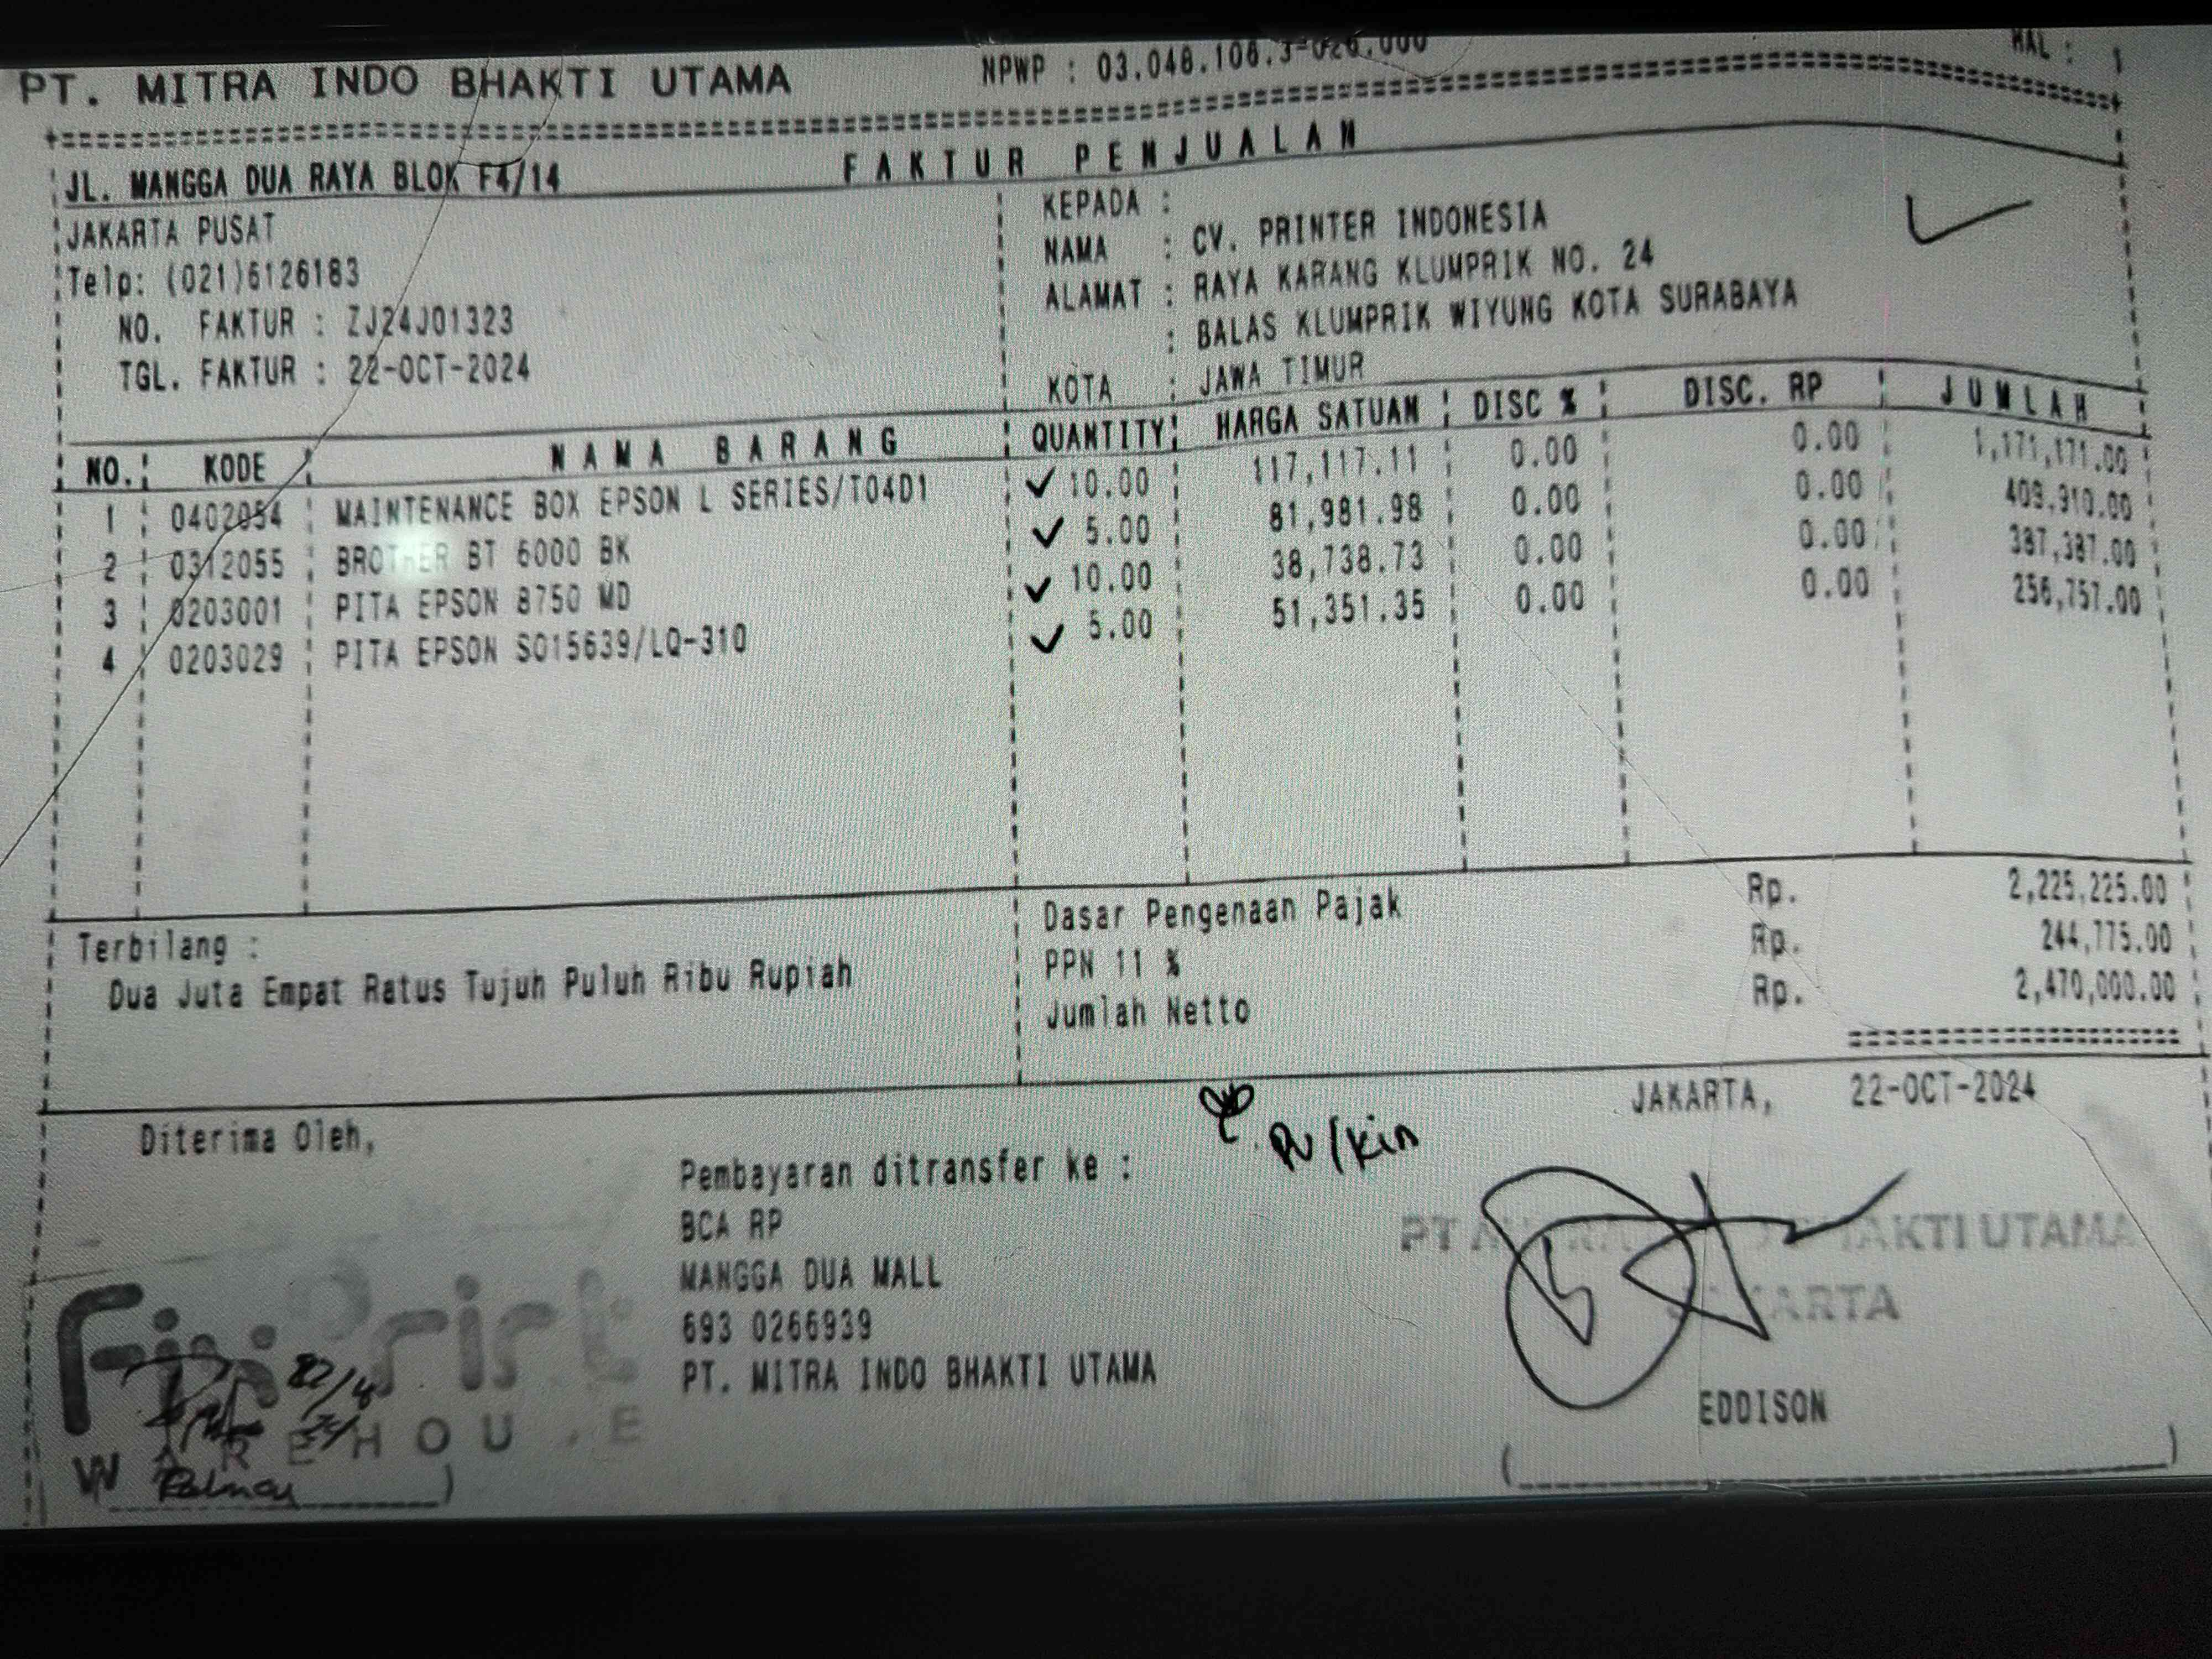 PT. MITRA INDO BHAKTI UTAMA NPWP : 03.048.108.3-026.000 HAL : 1
JL. MANGGA DUA RAYA BLOK F4/14 FAKTUR PENJUALAN
JAKARTA PUSAT
Telp: (021)6126183
NO. FAKTUR : ZJ24J01323
TGL. FAKTUR : 22-OCT-2024
KEPADA :
NAMA : CV. PRINTER INDONESIA
ALAMAT : RAYA KARANG KLUMPRIK NO. 24
: BALAS KLUMPRIK WIYUNG KOTA SURABAYA
KOTA : JAWA TIMUR
NO. KODE NAMA BARANG QUANTITY HARGA SATUAN DISC % DISC. RP JUMLAH
1 0402054 MAINTENANCE BOX EPSON L SERIES/T04D1 10.00 117,117.11 0.00 0.00 1,171,171.00
2 0312055 BROTHER BT 6000 BK 5.00 81,981.98 0.00 0.00 409,910.00
3 0203001 PITA EPSON 8750 MD 10.00 38,738.73 0.00 0.00 387,387.00
4 0203029 PITA EPSON SO15639/LQ-310 5.00 51,351.35 0.00 0.00 256,757.00
Terbilang :
Dua Juta Empat Ratus Tujuh Puluh Ribu Rupiah
Dasar Pengenaan Pajak Rp. 2,225,225.00
PPN 11 % Rp. 244,775.00
Jumlah Netto Rp. 2,470,000.00
JAKARTA, 22-OCT-2024
Diterima Oleh,
Pembayaran ditransfer ke :
BCA RP
MANGGA DUA MALL
693 0266939
PT. MITRA INDO BHAKTI UTAMA
PT MITRA INDO BHAKTI UTAMA
JAKARTA
EDDISON
WAREHOUSE